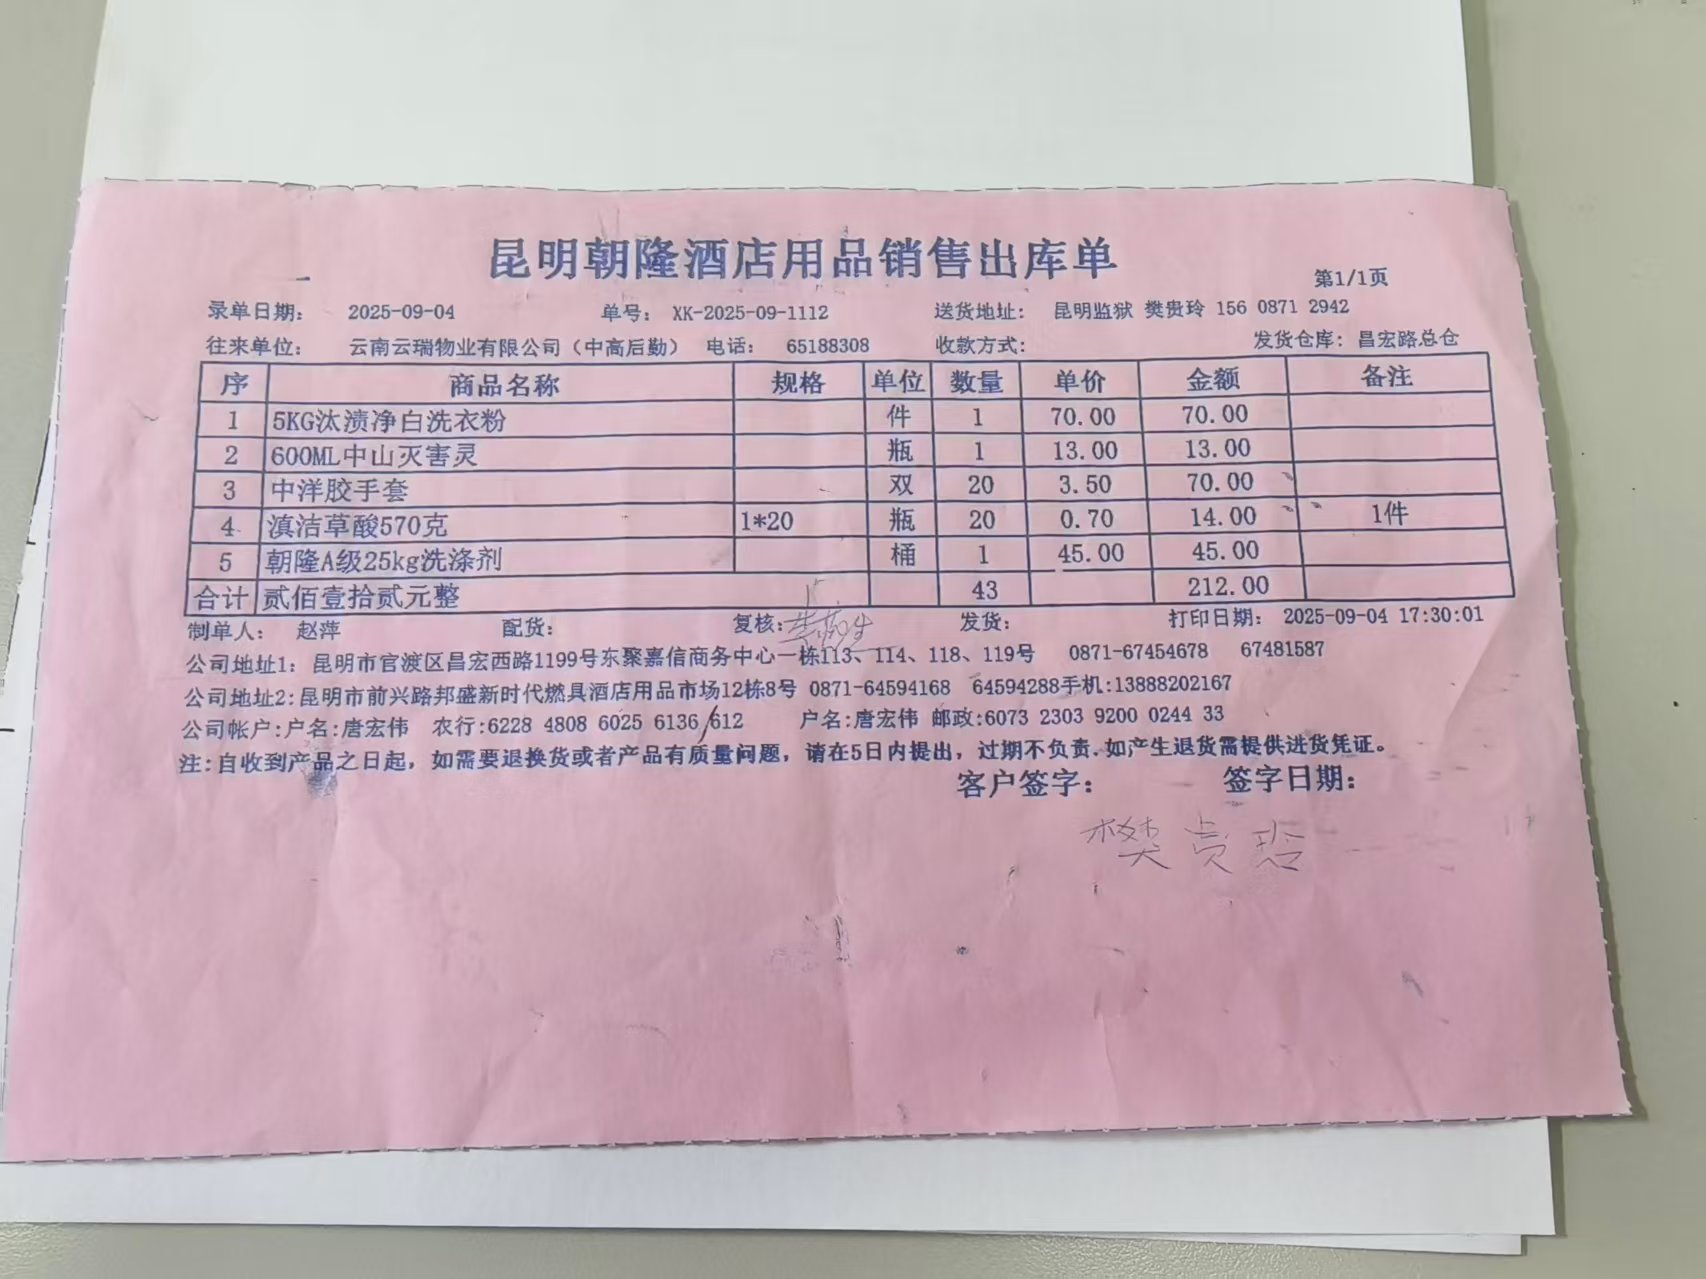 昆明朝隆酒店用品销售出库单
第1/1页
录单日期： 2025-09-04 单号： XK-2025-09-1112 送货地址： 昆明监狱 樊贵玲 156 0871 2942
往来单位： 云南云瑞物业有限公司（中高后勤） 电话： 65188308 收款方式： 发货仓库：昌宏路总仓
序 商品名称 规格 单位 数量 单价 金额 备注
1 5KG汰渍净白洗衣粉 件 1 70.00 70.00
2 600ML中山灭害灵 瓶 1 13.00 13.00
3 中洋胶手套 双 20 3.50 70.00
4 滇洁草酸570克 1*20 瓶 20 0.70 14.00 1件
5 朝隆A级25kg洗涤剂 桶 1 45.00 45.00
合计 贰佰壹拾贰元整 43 212.00
制单人： 赵萍 配货： 复核： 发货： 打印日期： 2025-09-04 17:30:01
公司地址1：昆明市官渡区昌宏西路1199号东聚嘉信商务中心一栋113、114、118、119号 0871-67454678 67481587
公司地址2:昆明市前兴路邦盛新时代燃具酒店用品市场12栋8号 0871-64594168 64594288手机:13888202167
公司帐户:户名:唐宏伟 农行:6228 4808 6025 6136 612 户名:唐宏伟 邮政:6073 2303 9200 0244 33
注:自收到产品之日起，如需要退换货或者产品有质量问题，请在5日内提出，过期不负责.如产生退货需提供进货凭证。
客户签字： 签字日期：
樊贵玲